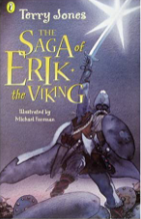 Terry Jones
THE
SAGA of
ERIK
the VIKING
Illustrated by
Michael Foreman